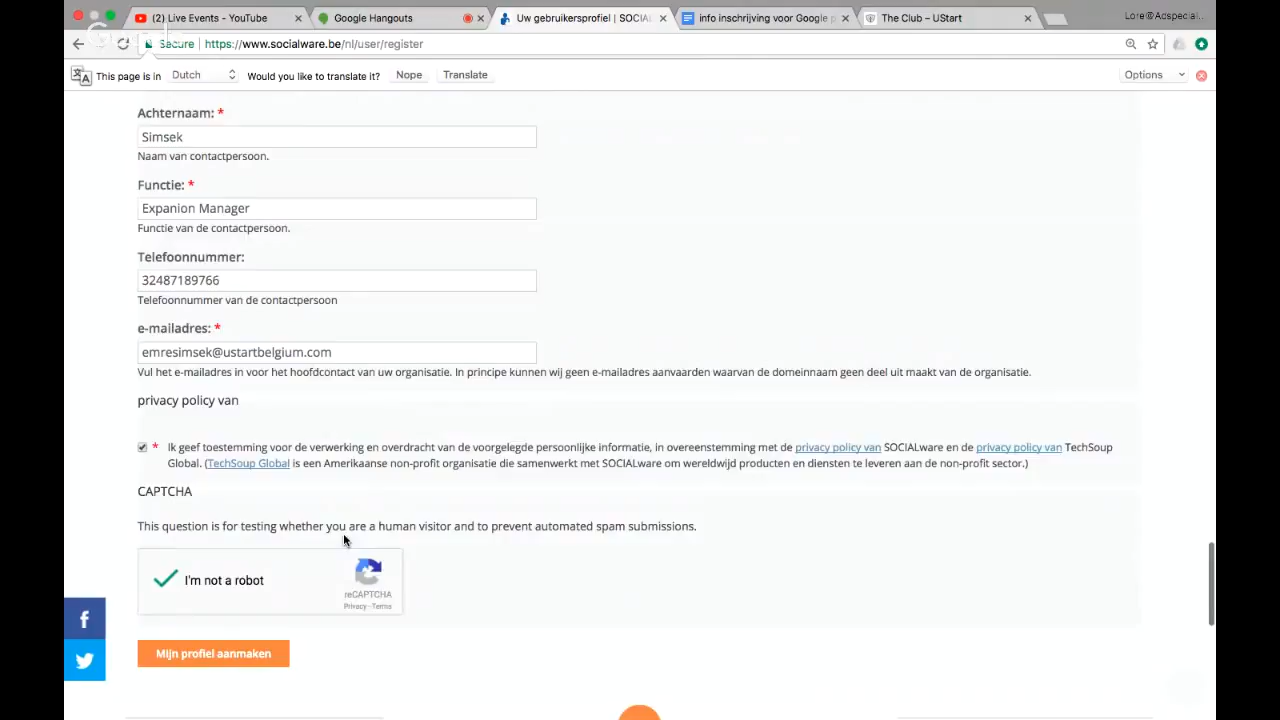 (2) Live Events - YouTube
Google Hangouts
Uw gebruikersprofiel | SOCIAL
info inschrijving voor Google p
The Club – UStart
Lore@Adspecial
Secure
https://www.socialware.be/nl/user/register
This page is in
Dutch
Would you like to translate it?
Nope
Translate
Options
Achternaam: *
Simsek
Naam van contactpersoon.
Functie: *
Expanion Manager
Functie van de contactpersoon.
Telefoonnummer:
32487189766
Telefoonnummer van de contactpersoon
e-mailadres: *
emresimsek@ustartbelgium.com
Vul het e-mailadres in voor het hoofdcontact van uw organisatie. In principe kunnen wij geen e-mailadres aanvaarden waarvan de domeinnaam geen deel uit maakt van de organisatie.
privacy policy van
* Ik geef toestemming voor de verwerking en overdracht van de voorgelegde persoonlijke informatie, in overeenstemming met de privacy policy van SOCIALware en de privacy policy van TechSoup
Global. (TechSoup Global is een Amerikaanse non-profit organisatie die samenwerkt met SOCIALware om wereldwijd producten en diensten te leveren aan de non-profit sector.)
CAPTCHA
This question is for testing whether you are a human visitor and to prevent automated spam submissions.
I'm not a robot
reCAPTCHA
Privacy - Terms
Mijn profiel aanmaken